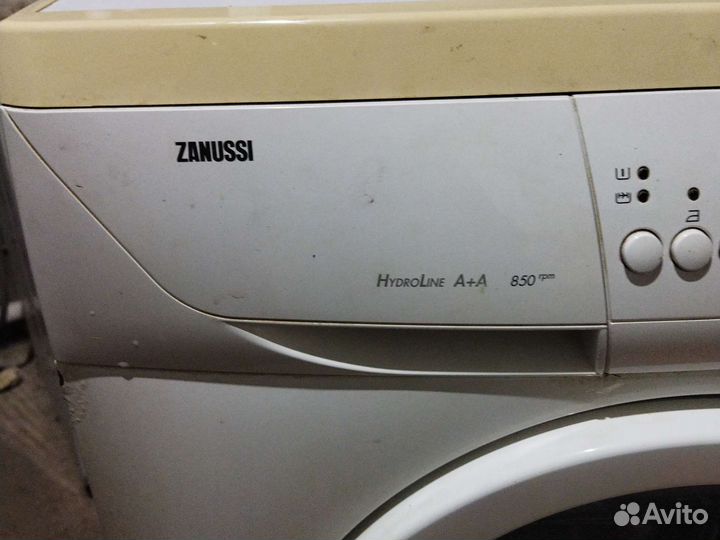 ZANUSSI
HYDROLINE A+A 850 rpm
Avito